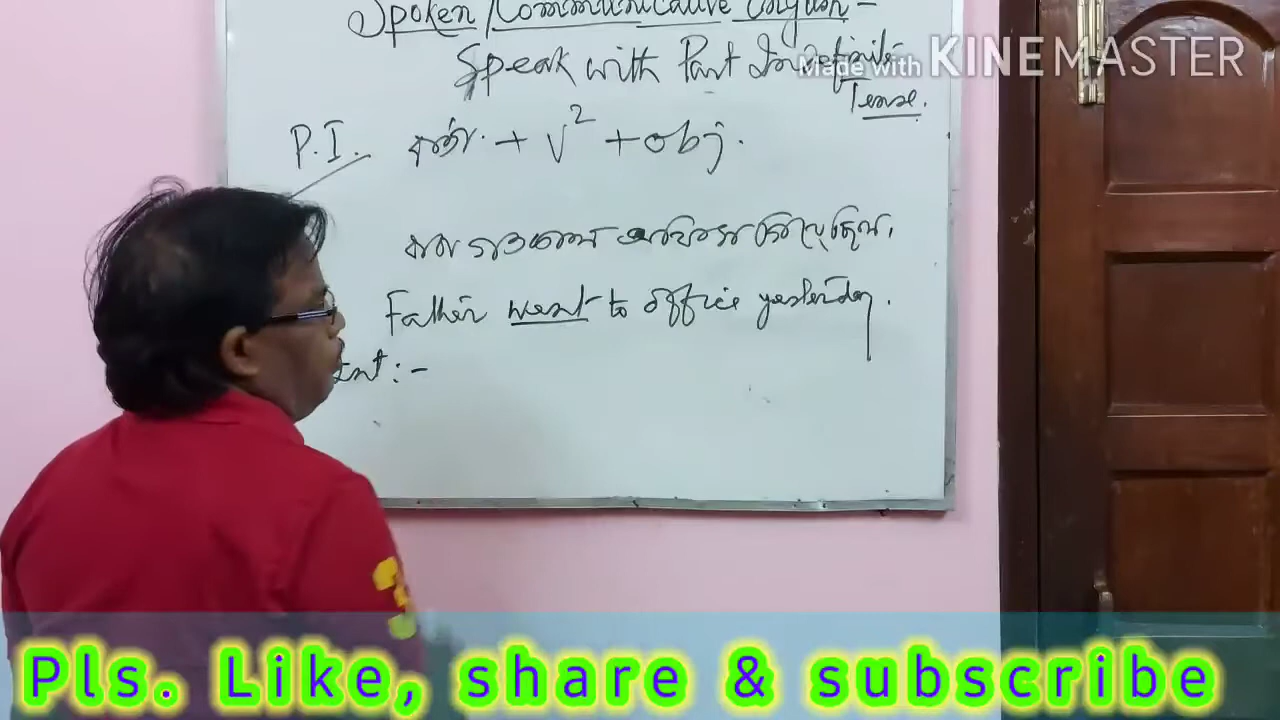 Spoken/Communicative English -
Speak with Past Indefinite
Tense.
Made with KINEMASTER
P.I. কর্তা + V2 + obj.
বাবা গতকাল অফিসে গিয়েছিল।
Father went to office yesterday.
Int :-
Pls. Like, share & subscribe